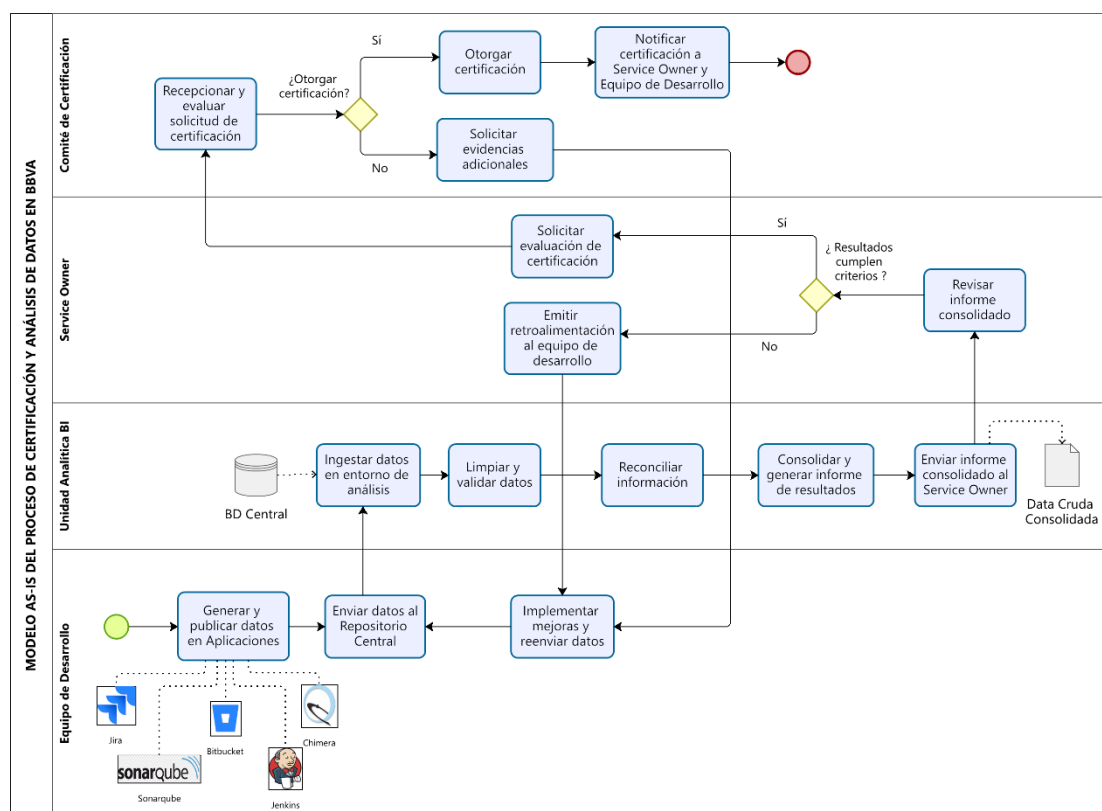 MODELO AS-IS DEL PROCESO DE CERTIFICACIÓN Y ANÁLISIS DE DATOS EN BBVA
Comité de Certificación
Recepcionar y
evaluar
solicitud de
certificación
¿Otorgar
certificación?
Sí
No
Otorgar
certificación
Notificar
certificación a
Service Owner y
Equipo de Desarrollo
Solicitar
evidencias
adicionales
Service Owner
Solicitar
evaluación de
certificación
Sí
¿ Resultados
cumplen
criterios ?
No
Revisar
informe
consolidado
Emitir
retroalimentación
al equipo de
desarrollo
Unidad Analitica BI
BD Central
Ingestar datos
en entorno de
análisis
Limpiar y
validar datos
Reconciliar
información
Consolidar y
generar informe
de resultados
Enviar informe
consolidado al
Service Owner
Data Cruda
Consolidada
Equipo de Desarrollo
Generar y
publicar datos
en Aplicaciones
Enviar datos al
Repositorio
Central
Implementar
mejoras y
reenviar datos
Jira
Bitbucket
Chimera
sonarqube
Sonarqube
Jenkins